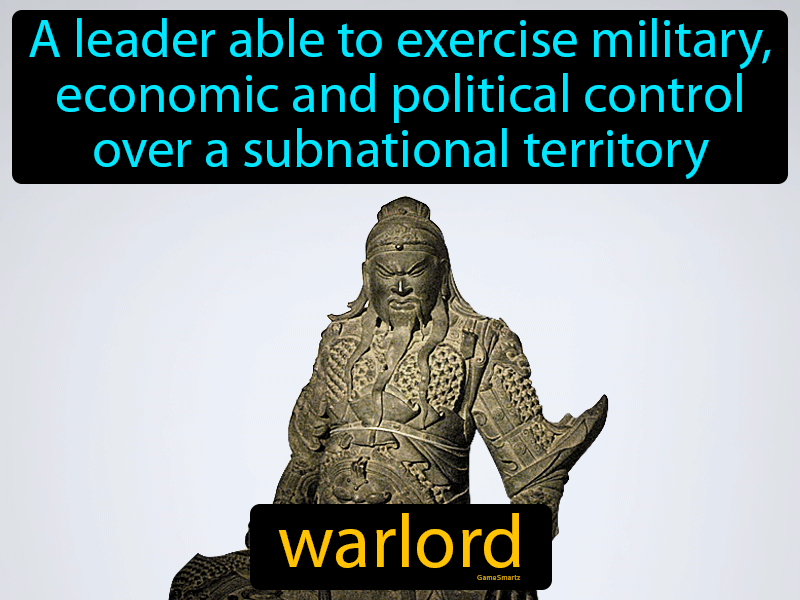 A leader able to exercise military,
economic and political control
over a subnational territory
warlord
GameSmartz